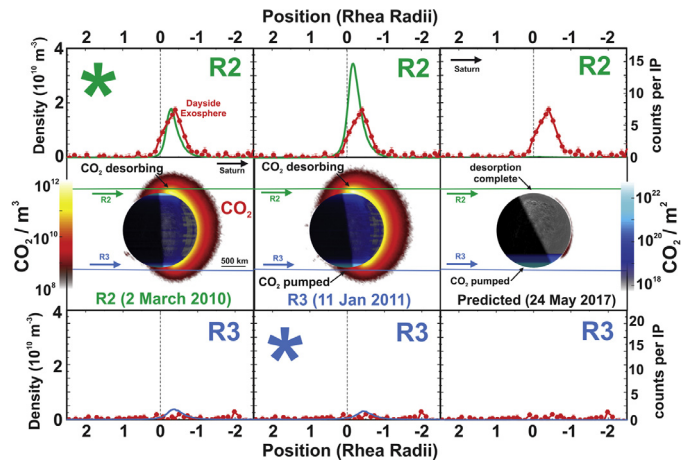 Position (Rhea Radii)
2 1 0 -1 -2 2 1 0 -1 -2 2 1 0 -1 -2
Density (10¹⁰ m⁻³)
4
2
0
* R2
Dayside
Exosphere
R2
Saturn
R2
15
10
5
0
counts per IP
CO₂ desorbing
Saturn
CO₂ desorbing
desorption
complete
CO₂ / m³
10¹²
10¹⁰
10⁸
R2
CO₂
R3
500 km
R2
R3
CO₂ pumped
R2
R3
CO₂ pumped
10²²
10²⁰
10¹⁸
CO₂ / m²
R2 (2 March 2010)
R3 (11 Jan 2011)
Predicted (24 May 2017)
Density (10¹⁰ m⁻³)
4
2
0
R3
* R3
R3
20
15
10
5
0
counts per IP
2 1 0 -1 -2 2 1 0 -1 -2 2 1 0 -1 -2
Position (Rhea Radii)